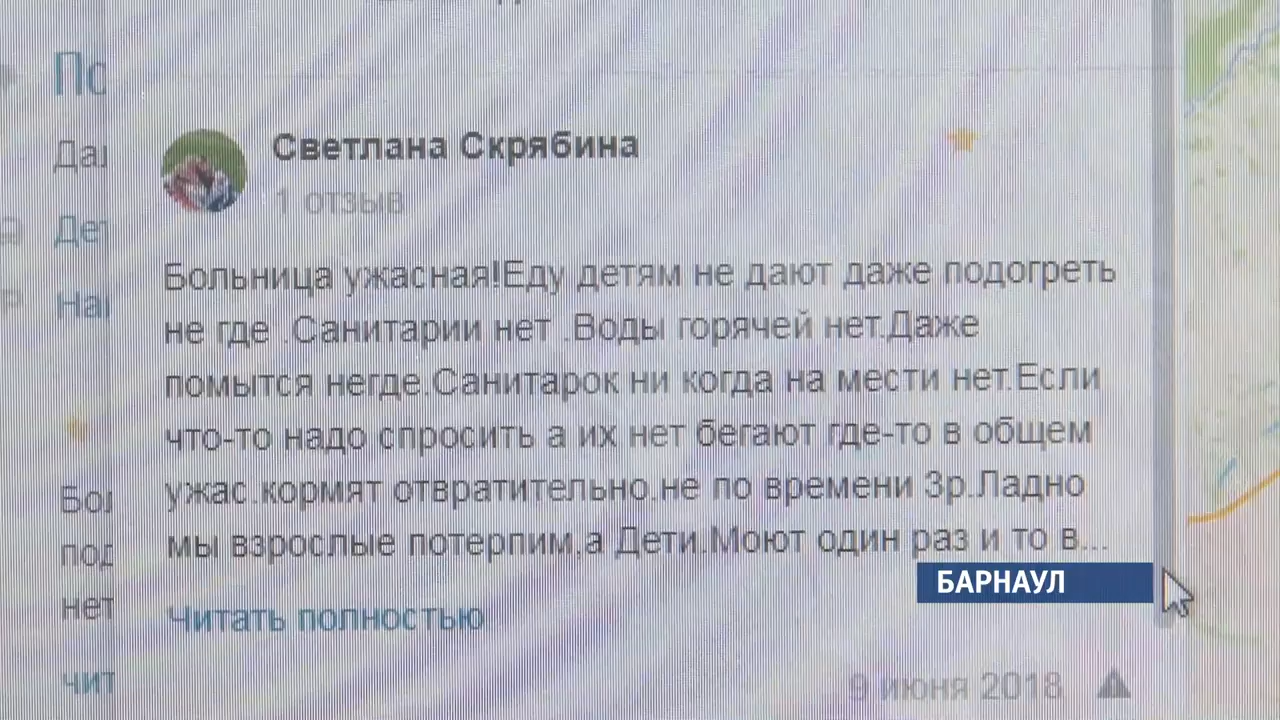 Светлана Скрябина
1 отзыв
Больница ужасная!Еду детям не дают даже подогреть
не где .Санитарии нет .Воды горячей нет.Даже
помытся негде.Санитарок ни когда на мести нет.Если
что-то надо спросить а их нет бегают где-то в общем
ужас.кормят отвратительно.не по времени 3р.Ладно
мы взрослые потерпим,а Дети.Моют один раз и то в...
БАРНАУЛ
Читать полностью
9 июня 2018